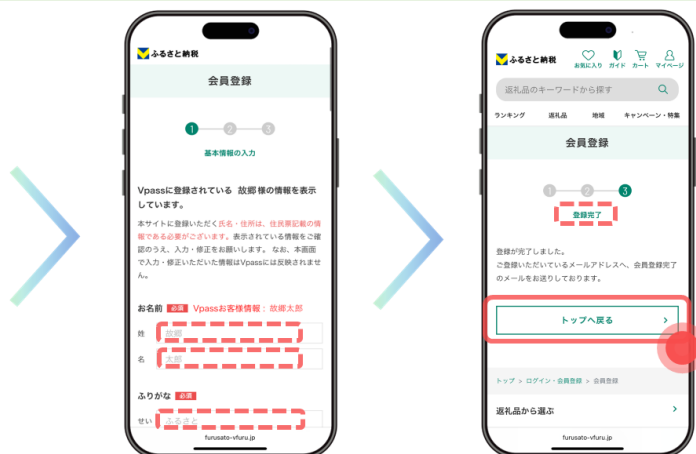 ふるさと納税
会員登録
1 2 3
基本情報の入力
Vpassに登録されている 故郷様の情報を表示
しています。
本サイトに登録いただく氏名・住所は、住民票記載の情
報である必要がございます。表示されている情報をご確
認のうえ、入力・修正をお願いします。 なお、本画面
で入力・修正いただいた情報はVpassには反映されませ
ん。
お名前 必須 Vpassお客様情報： 故郷太郎
姓 故郷
名 太郎
ふりがな 必須
せい ふるさと
furusato-vfuru.jp
ふるさと納税
お気に入り ガイド カート マイページ
返礼品のキーワードから探す
ランキング 返礼品 地域 キャンペーン・特集
会員登録
1 2 3
登録完了
登録が完了しました。
ご登録いただいているメールアドレスへ、会員登録完了
のメールをお送りしております。
トップへ戻る >
トップ > ログイン・会員登録 > 会員登録
返礼品から選ぶ >
furusato-vfuru.jp